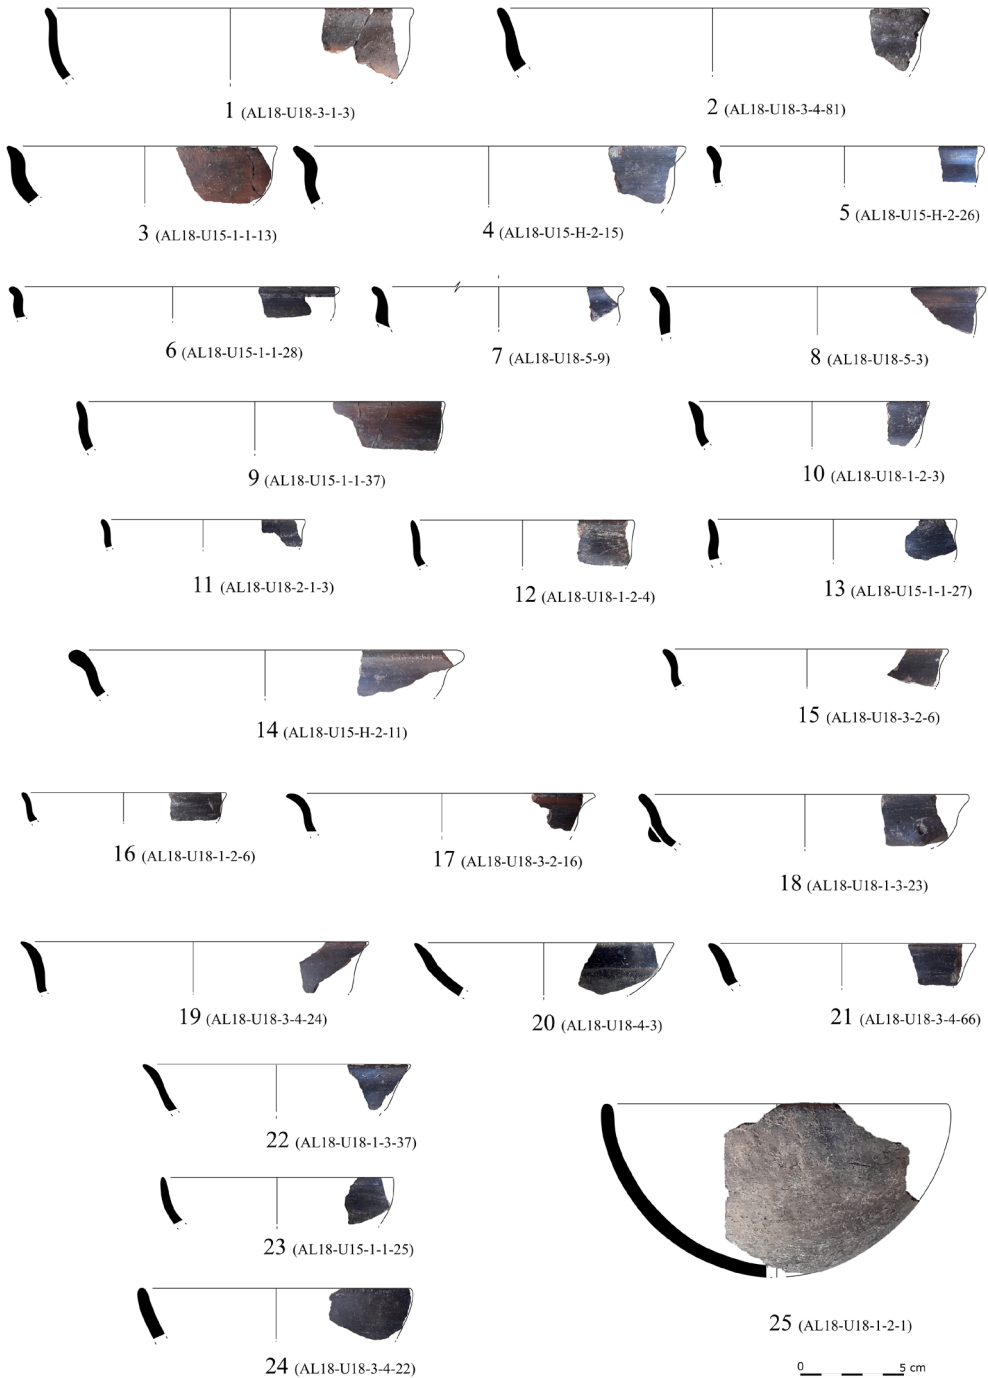 1 (AL18-U18-3-1-3)
2 (AL18-U18-3-4-81)
3 (AL18-U15-1-1-13)
4 (AL18-U15-H-2-15)
5 (AL18-U15-H-2-26)
6 (AL18-U15-1-1-28)
7 (AL18-U18-5-9)
8 (AL18-U18-5-3)
9 (AL18-U15-1-1-37)
10 (AL18-U18-1-2-3)
11 (AL18-U18-2-1-3)
12 (AL18-U18-1-2-4)
13 (AL18-U15-1-1-27)
14 (AL18-U15-H-2-11)
15 (AL18-U18-3-2-6)
16 (AL18-U18-1-2-6)
17 (AL18-U18-3-2-16)
18 (AL18-U18-1-3-23)
19 (AL18-U18-3-4-24)
20 (AL18-U18-4-3)
21 (AL18-U18-3-4-66)
22 (AL18-U18-1-3-37)
23 (AL18-U15-1-1-25)
24 (AL18-U18-3-4-22)
25 (AL18-U18-1-2-1)
0 5 cm